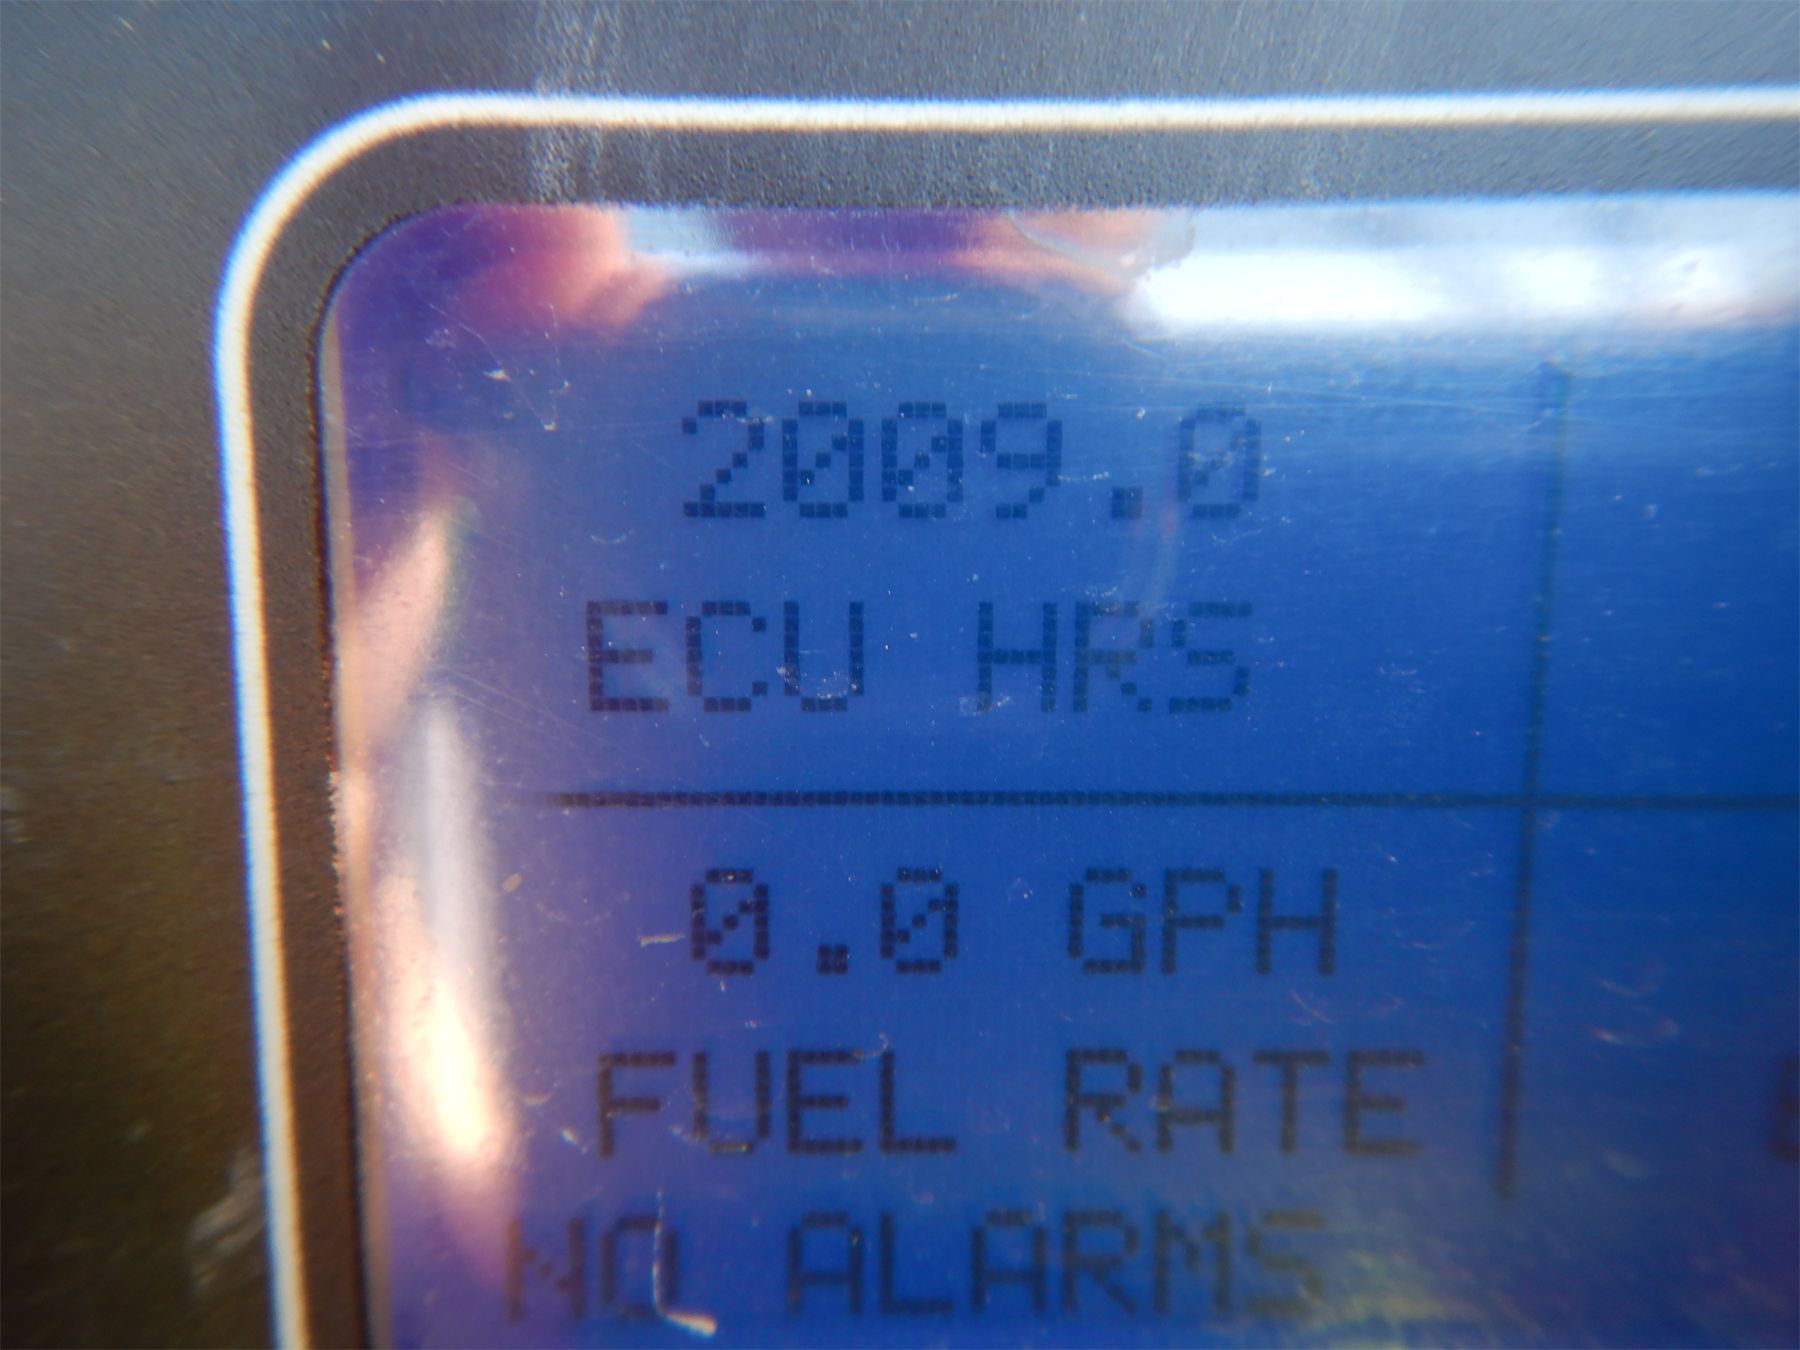 2009.0
ECU HRS
0.0 GPH
FUEL RATE
NO ALARMS